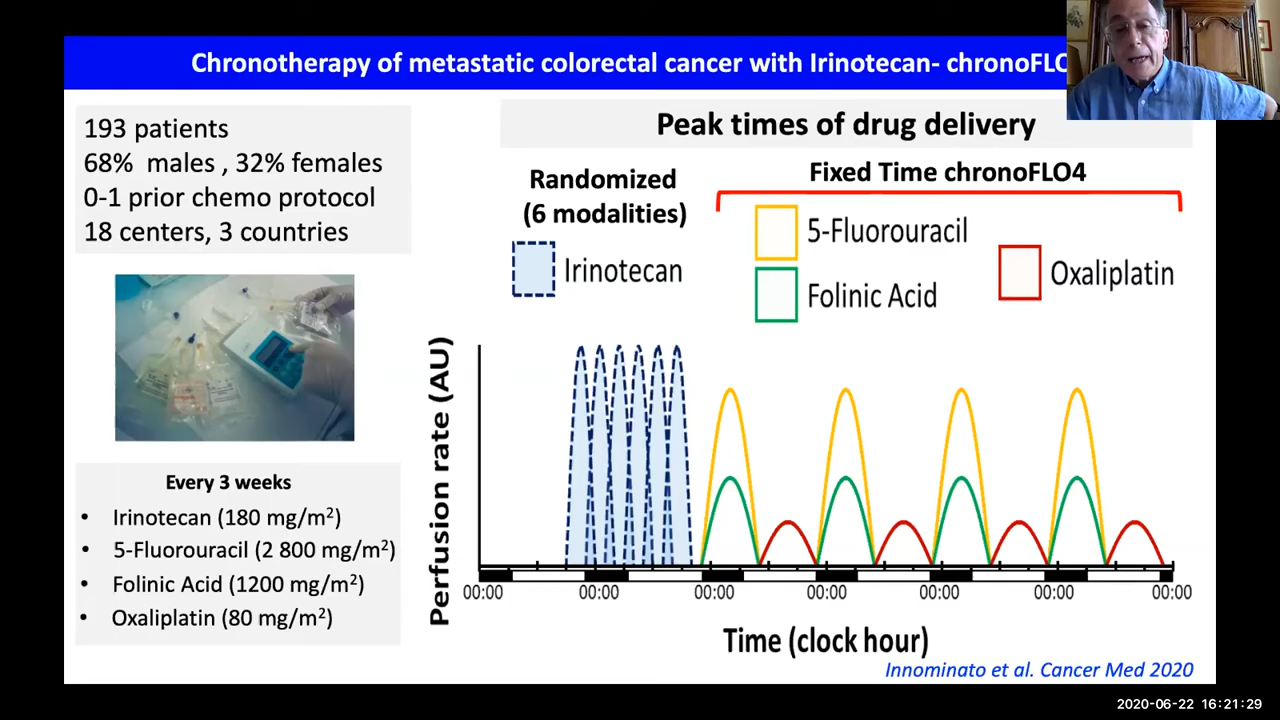 Chronotherapy of metastatic colorectal cancer with Irinotecan- chronoFLO
193 patients
68% males , 32% females
0-1 prior chemo protocol
18 centers, 3 countries
Every 3 weeks
• Irinotecan (180 mg/m²)
• 5-Fluorouracil (2 800 mg/m²)
• Folinic Acid (1200 mg/m²)
• Oxaliplatin (80 mg/m²)
Peak times of drug delivery
Randomized
(6 modalities)
Irinotecan
Fixed Time chronoFLO4
5-Fluorouracil
Folinic Acid
Oxaliplatin
Perfusion rate (AU)
00:00 00:00 00:00 00:00 00:00 00:00 00:00
Time (clock hour)
Innominato et al. Cancer Med 2020
2020-06-22 16:21:29